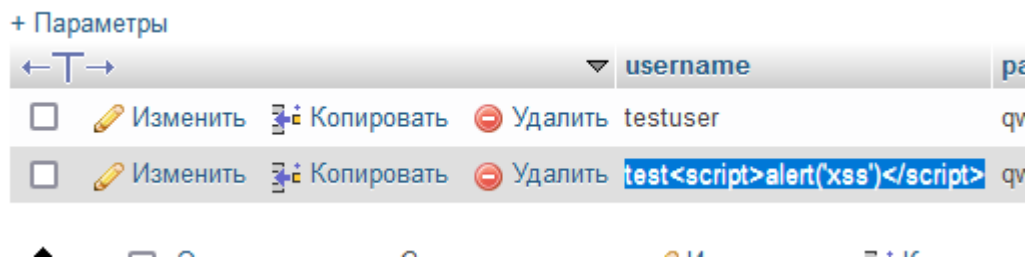 + Параметры
←T→ username
Изменить Копировать Удалить testuser
Изменить Копировать Удалить test<script>alert('xss')</script>